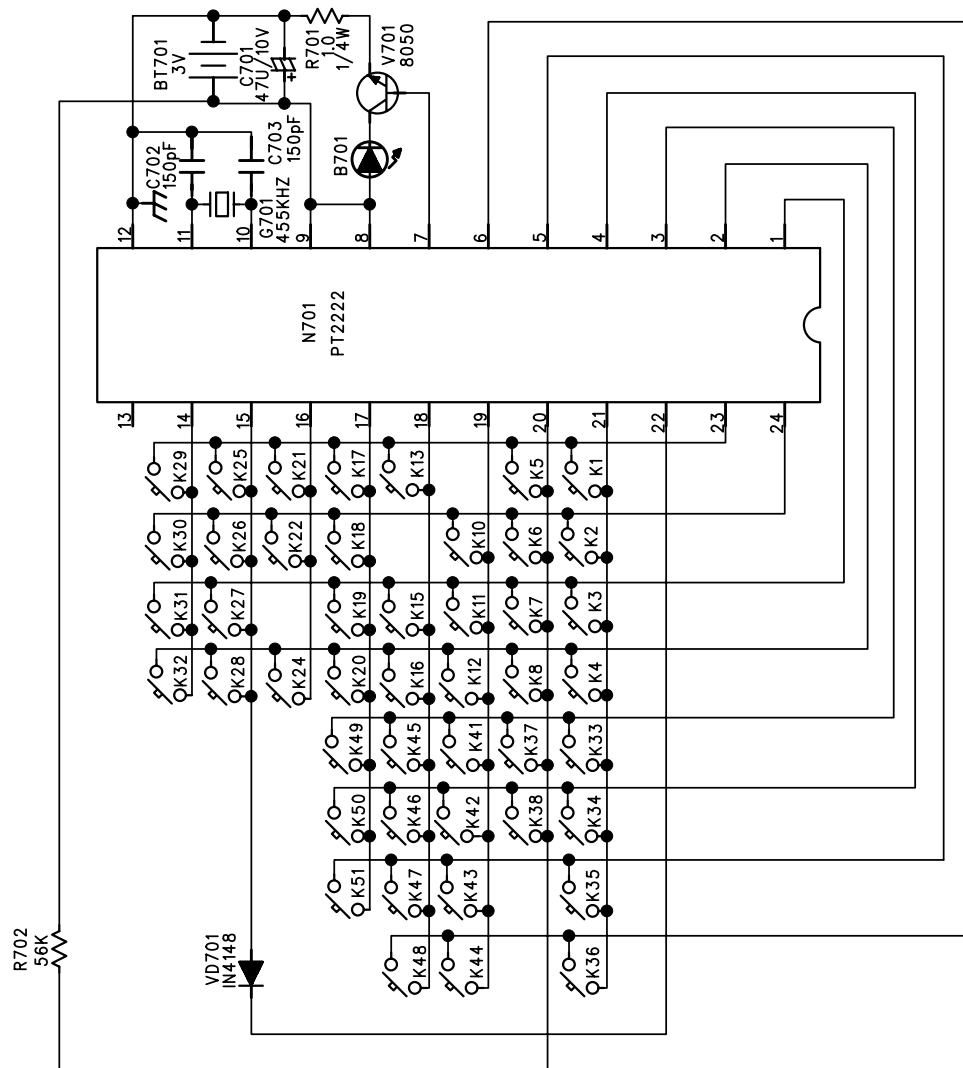 BT701
3V
C701
47U/10V
R701
1.0
1/4W
V701
8050
C702
150pF
C703
150pF
G701
455KHZ
B701
12
11
10
9
8
7
6
5
4
3
2
1
N701
PT2222
13
14
15
16
17
18
19
20
21
22
23
24
K29
K25
K21
K17
K13
K5
K1
K30
K26
K22
K18
K10
K6
K2
K31
K27
K19
K15
K11
K7
K3
K32
K28
K24
K20
K16
K12
K8
K4
K49
K45
K41
K37
K33
K50
K46
K42
K38
K34
K51
K47
K43
K35
K48
K44
K36
R702
56K
VD701
IN4148